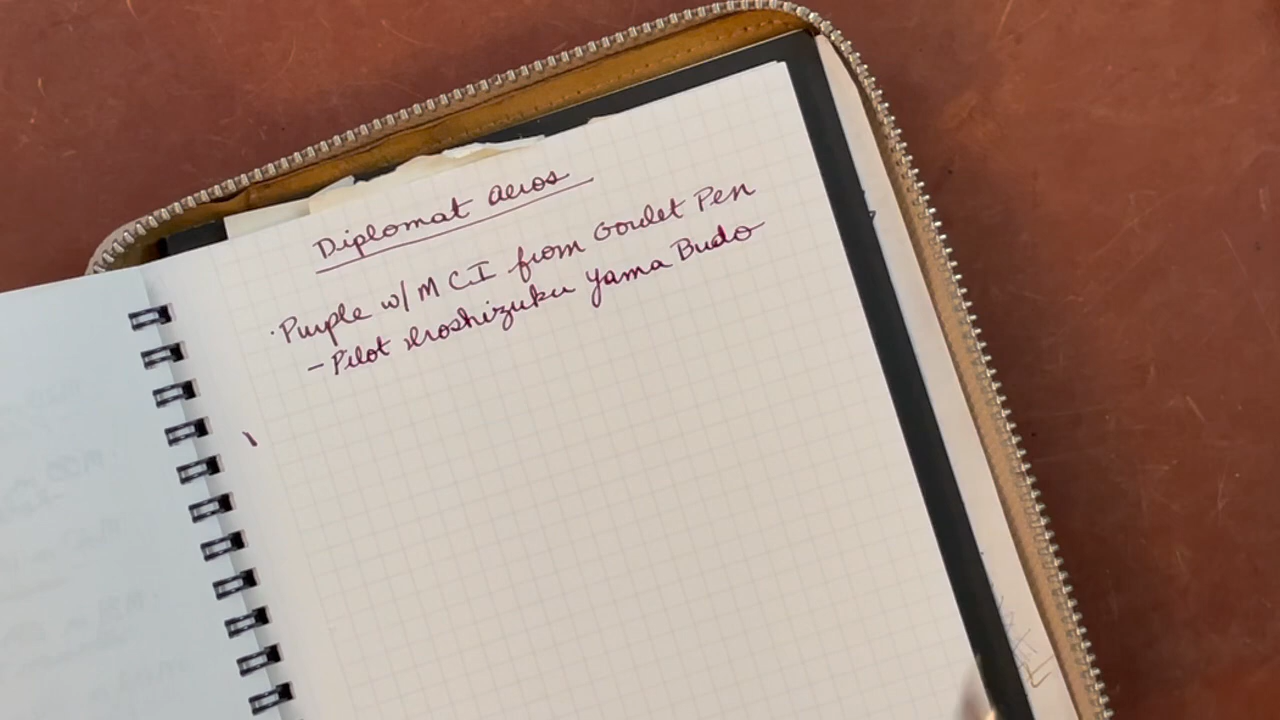 Diplomat Aeros
· Purple w/ M CI from Goulet Pen
- Pilot Iroshizuku Yama Budo